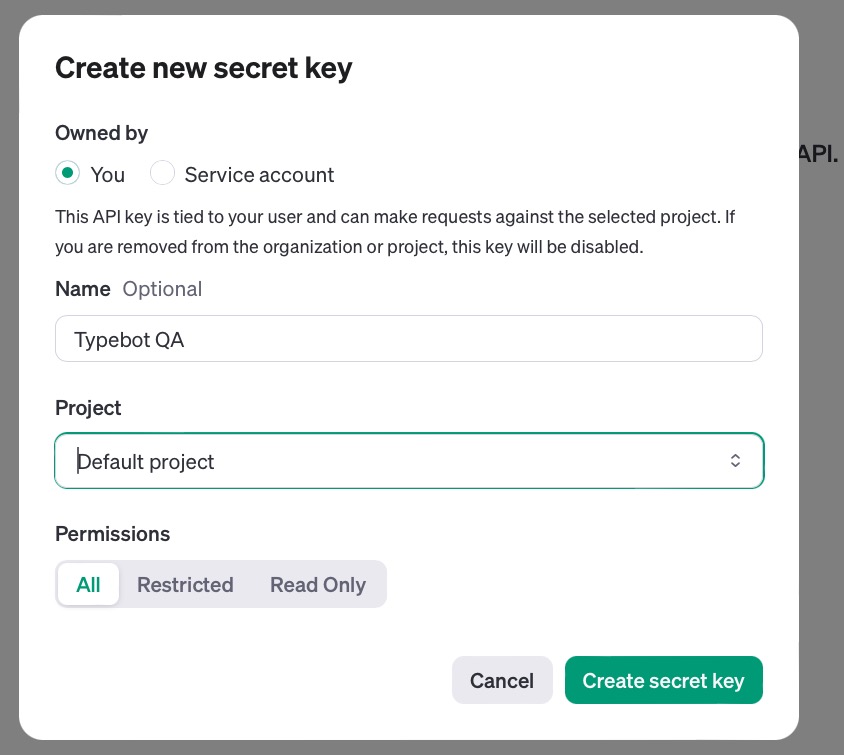 Create new secret key
Owned by
You Service account
API.
This API key is tied to your user and can make requests against the selected project. If
you are removed from the organization or project, this key will be disabled.
Name Optional
Typebot QA
Project
Default project
Permissions
All Restricted Read Only
Cancel Create secret key